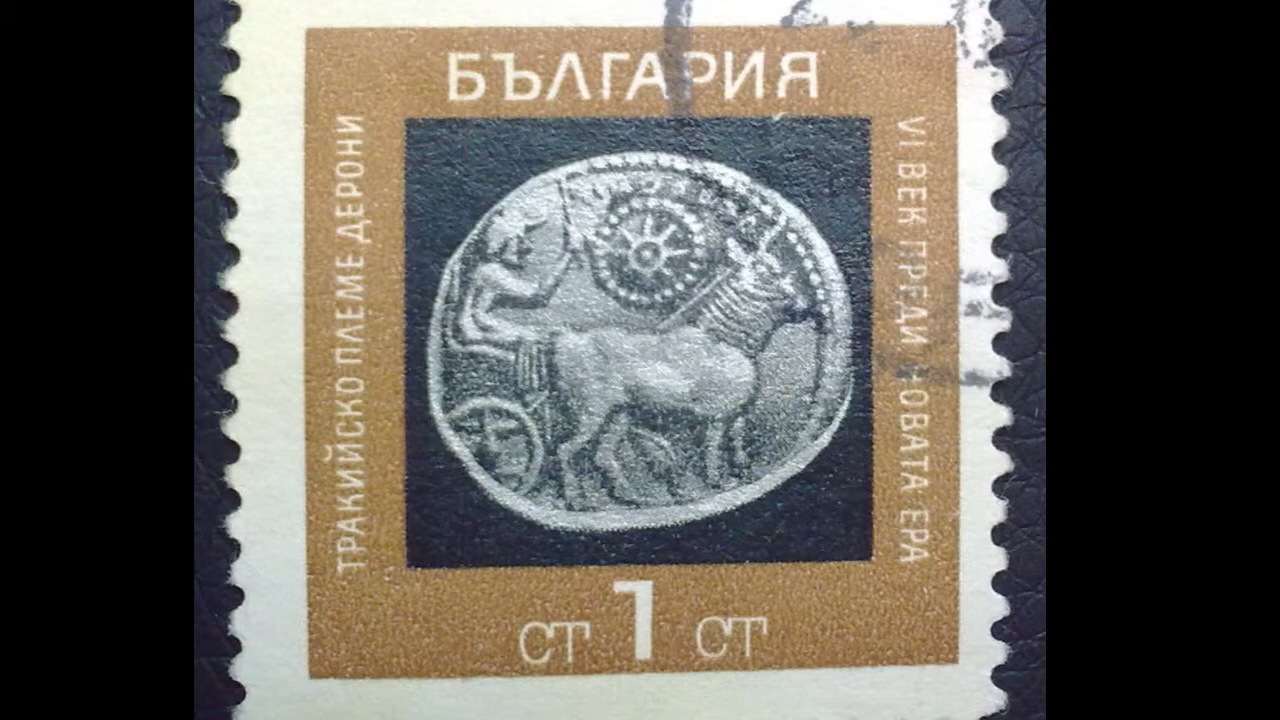 БЪЛГАРИЯ
ТРАКИЙСКО ПЛЕМЕ ДЕРОНИ
VI ВЕК ПРЕДИ НОВАТА ЕРА
СТ 1 СТ